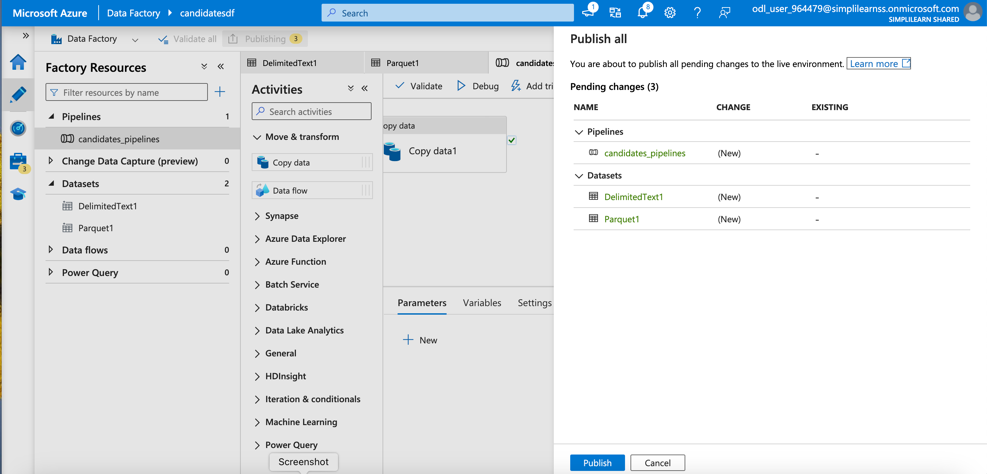 Microsoft Azure
Data Factory
candidatesdf
Search
1
8
odl_user_964479@simplilearnss.onmicrosoft.com
SIMPLILEARN SHARED
Data Factory
Validate all
Publishing
3
Factory Resources
Filter resources by name
Pipelines
1
candidates_pipelines
Change Data Capture (preview)
0
Datasets
2
DelimitedText1
Parquet1
Data flows
0
Power Query
0
3
DelimitedText1
Parquet1
candidates
Activities
Search activities
Move & transform
Copy data
Data flow
Synapse
Azure Data Explorer
Azure Function
Batch Service
Databricks
Data Lake Analytics
General
HDInsight
Iteration & conditionals
Machine Learning
Power Query
Screenshot
Validate
Debug
Add tri
opy data
Copy data1
Parameters
Variables
Settings
New
Publish all
You are about to publish all pending changes to the live environment. Learn more
Pending changes (3)
NAME CHANGE EXISTING
Pipelines
candidates_pipelines (New) -
Datasets
DelimitedText1 (New) -
Parquet1 (New) -
Publish
Cancel